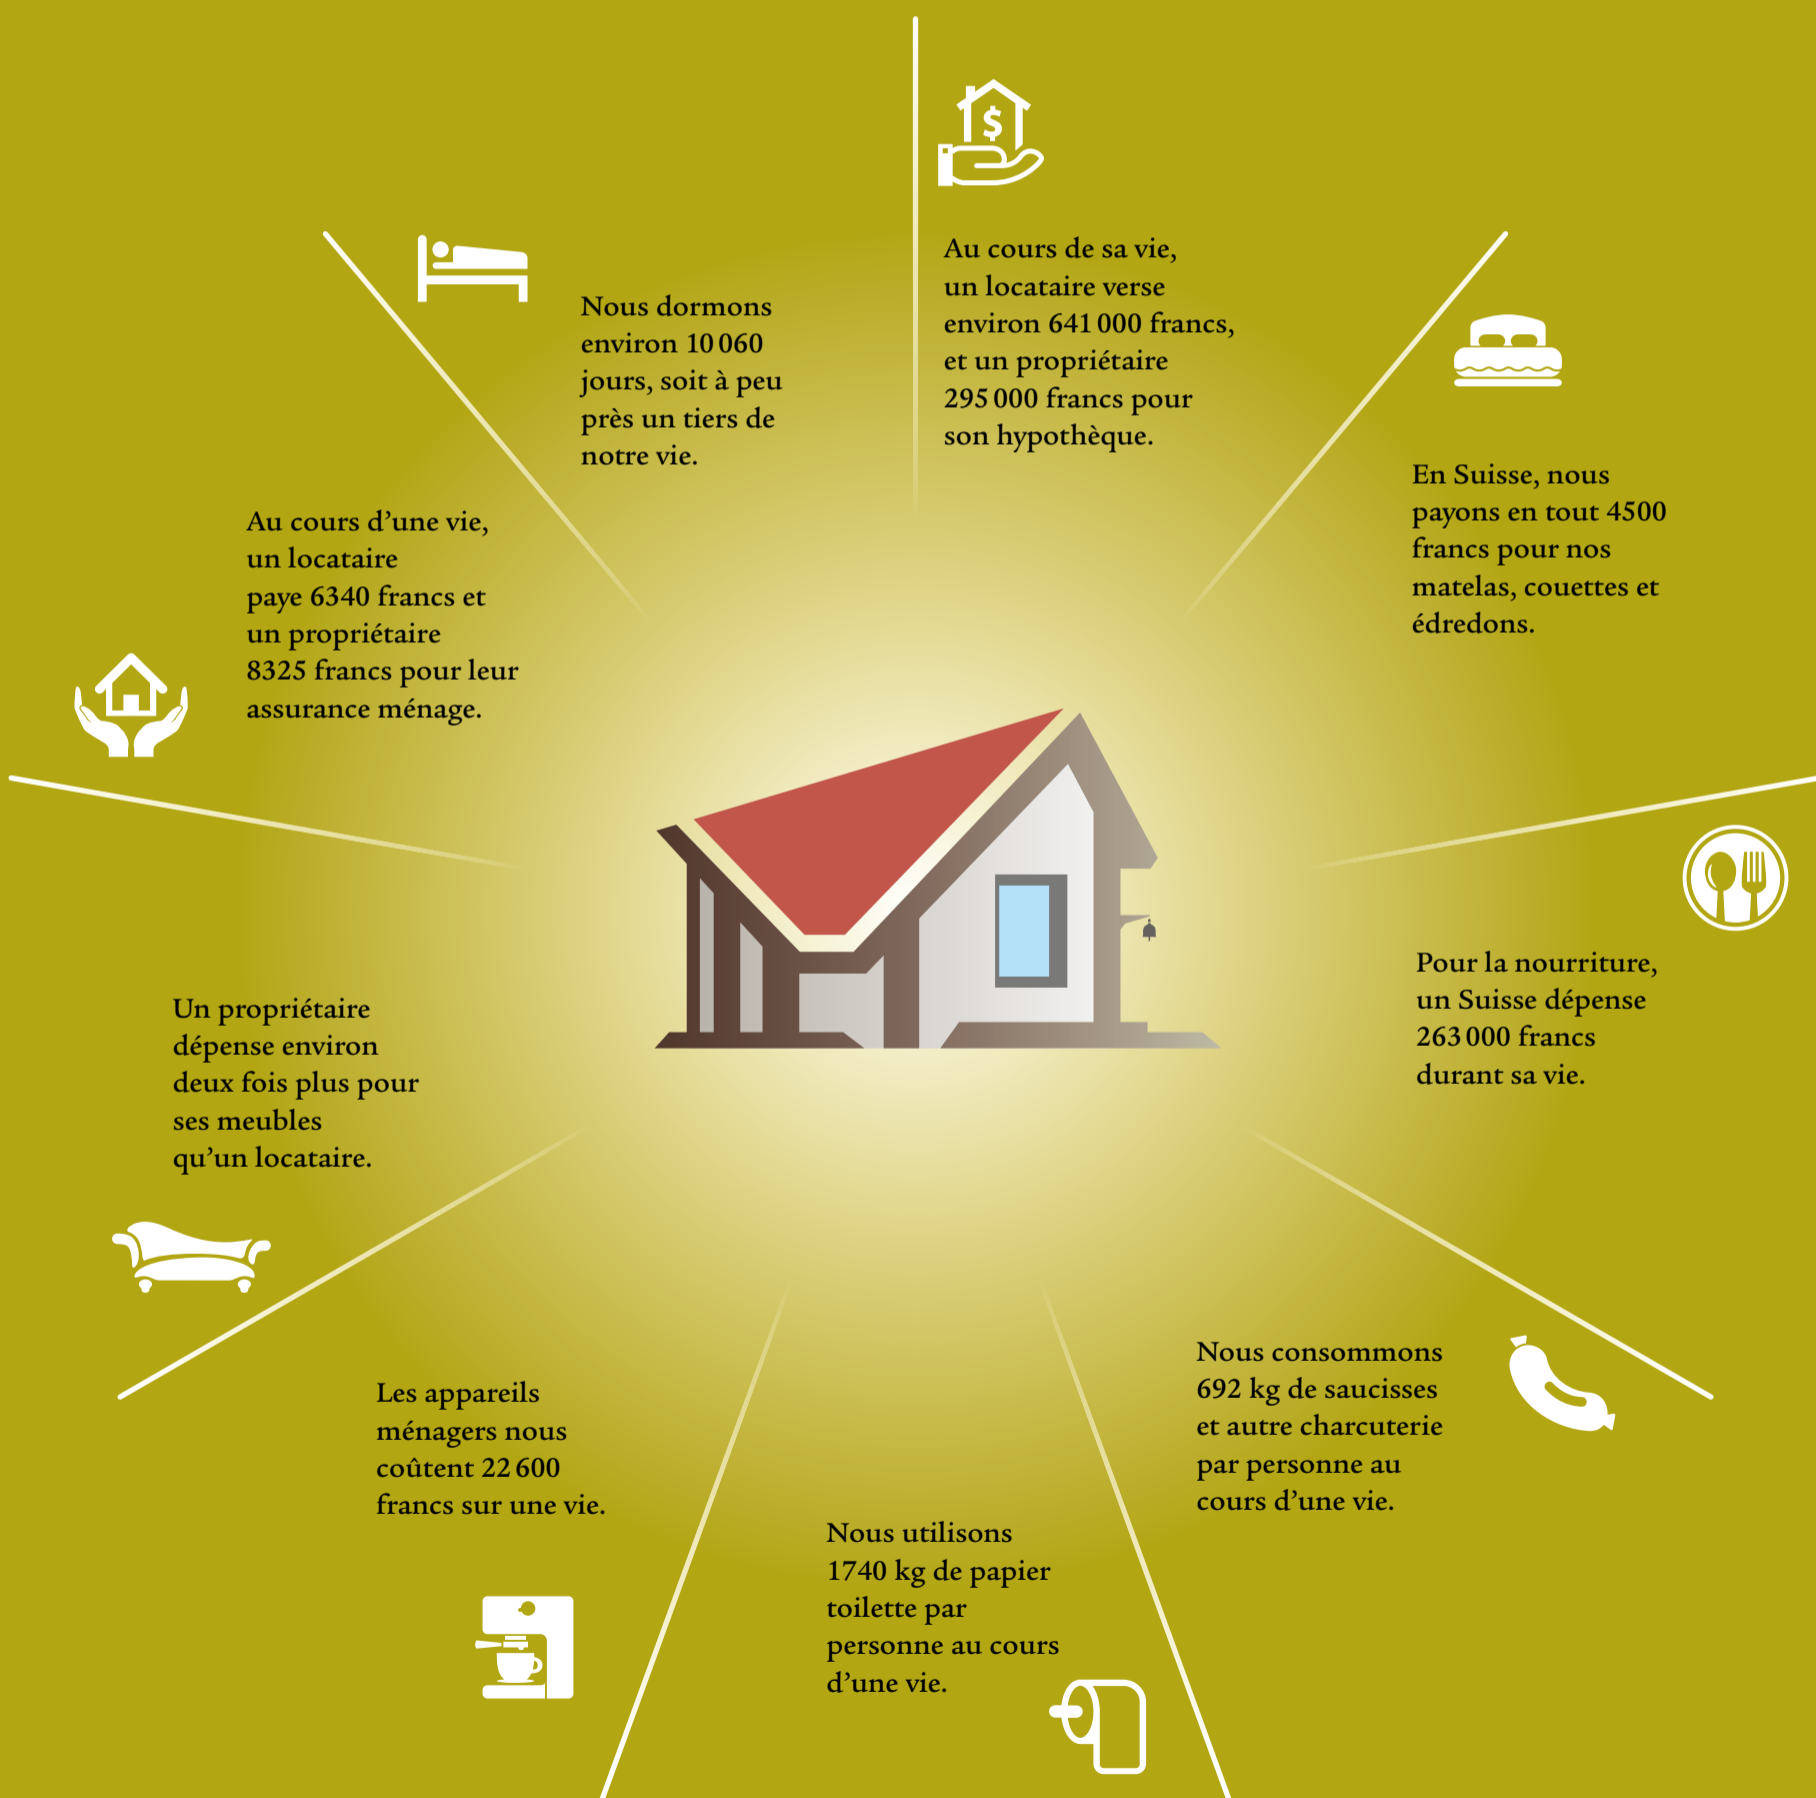 Au cours de sa vie,
un locataire verse
environ 641 000 francs,
et un propriétaire
295 000 francs pour
son hypothèque.
En Suisse, nous
payons en tout 4500
francs pour nos
matelas, couettes et
édredons.
Pour la nourriture,
un Suisse dépense
263 000 francs
durant sa vie.
Nous consommons
692 kg de saucisses
et autre charcuterie
par personne au
cours d’une vie.
Nous utilisons
1740 kg de papier
toilette par
personne au cours
d’une vie.
Les appareils
ménagers nous
coûtent 22 600
francs sur une vie.
Un propriétaire
dépense environ
deux fois plus pour
ses meubles
qu’un locataire.
Au cours d’une vie,
un locataire
paye 6340 francs et
un propriétaire
8325 francs pour leur
assurance ménage.
Nous dormons
environ 10 060
jours, soit à peu
près un tiers de
notre vie.
$